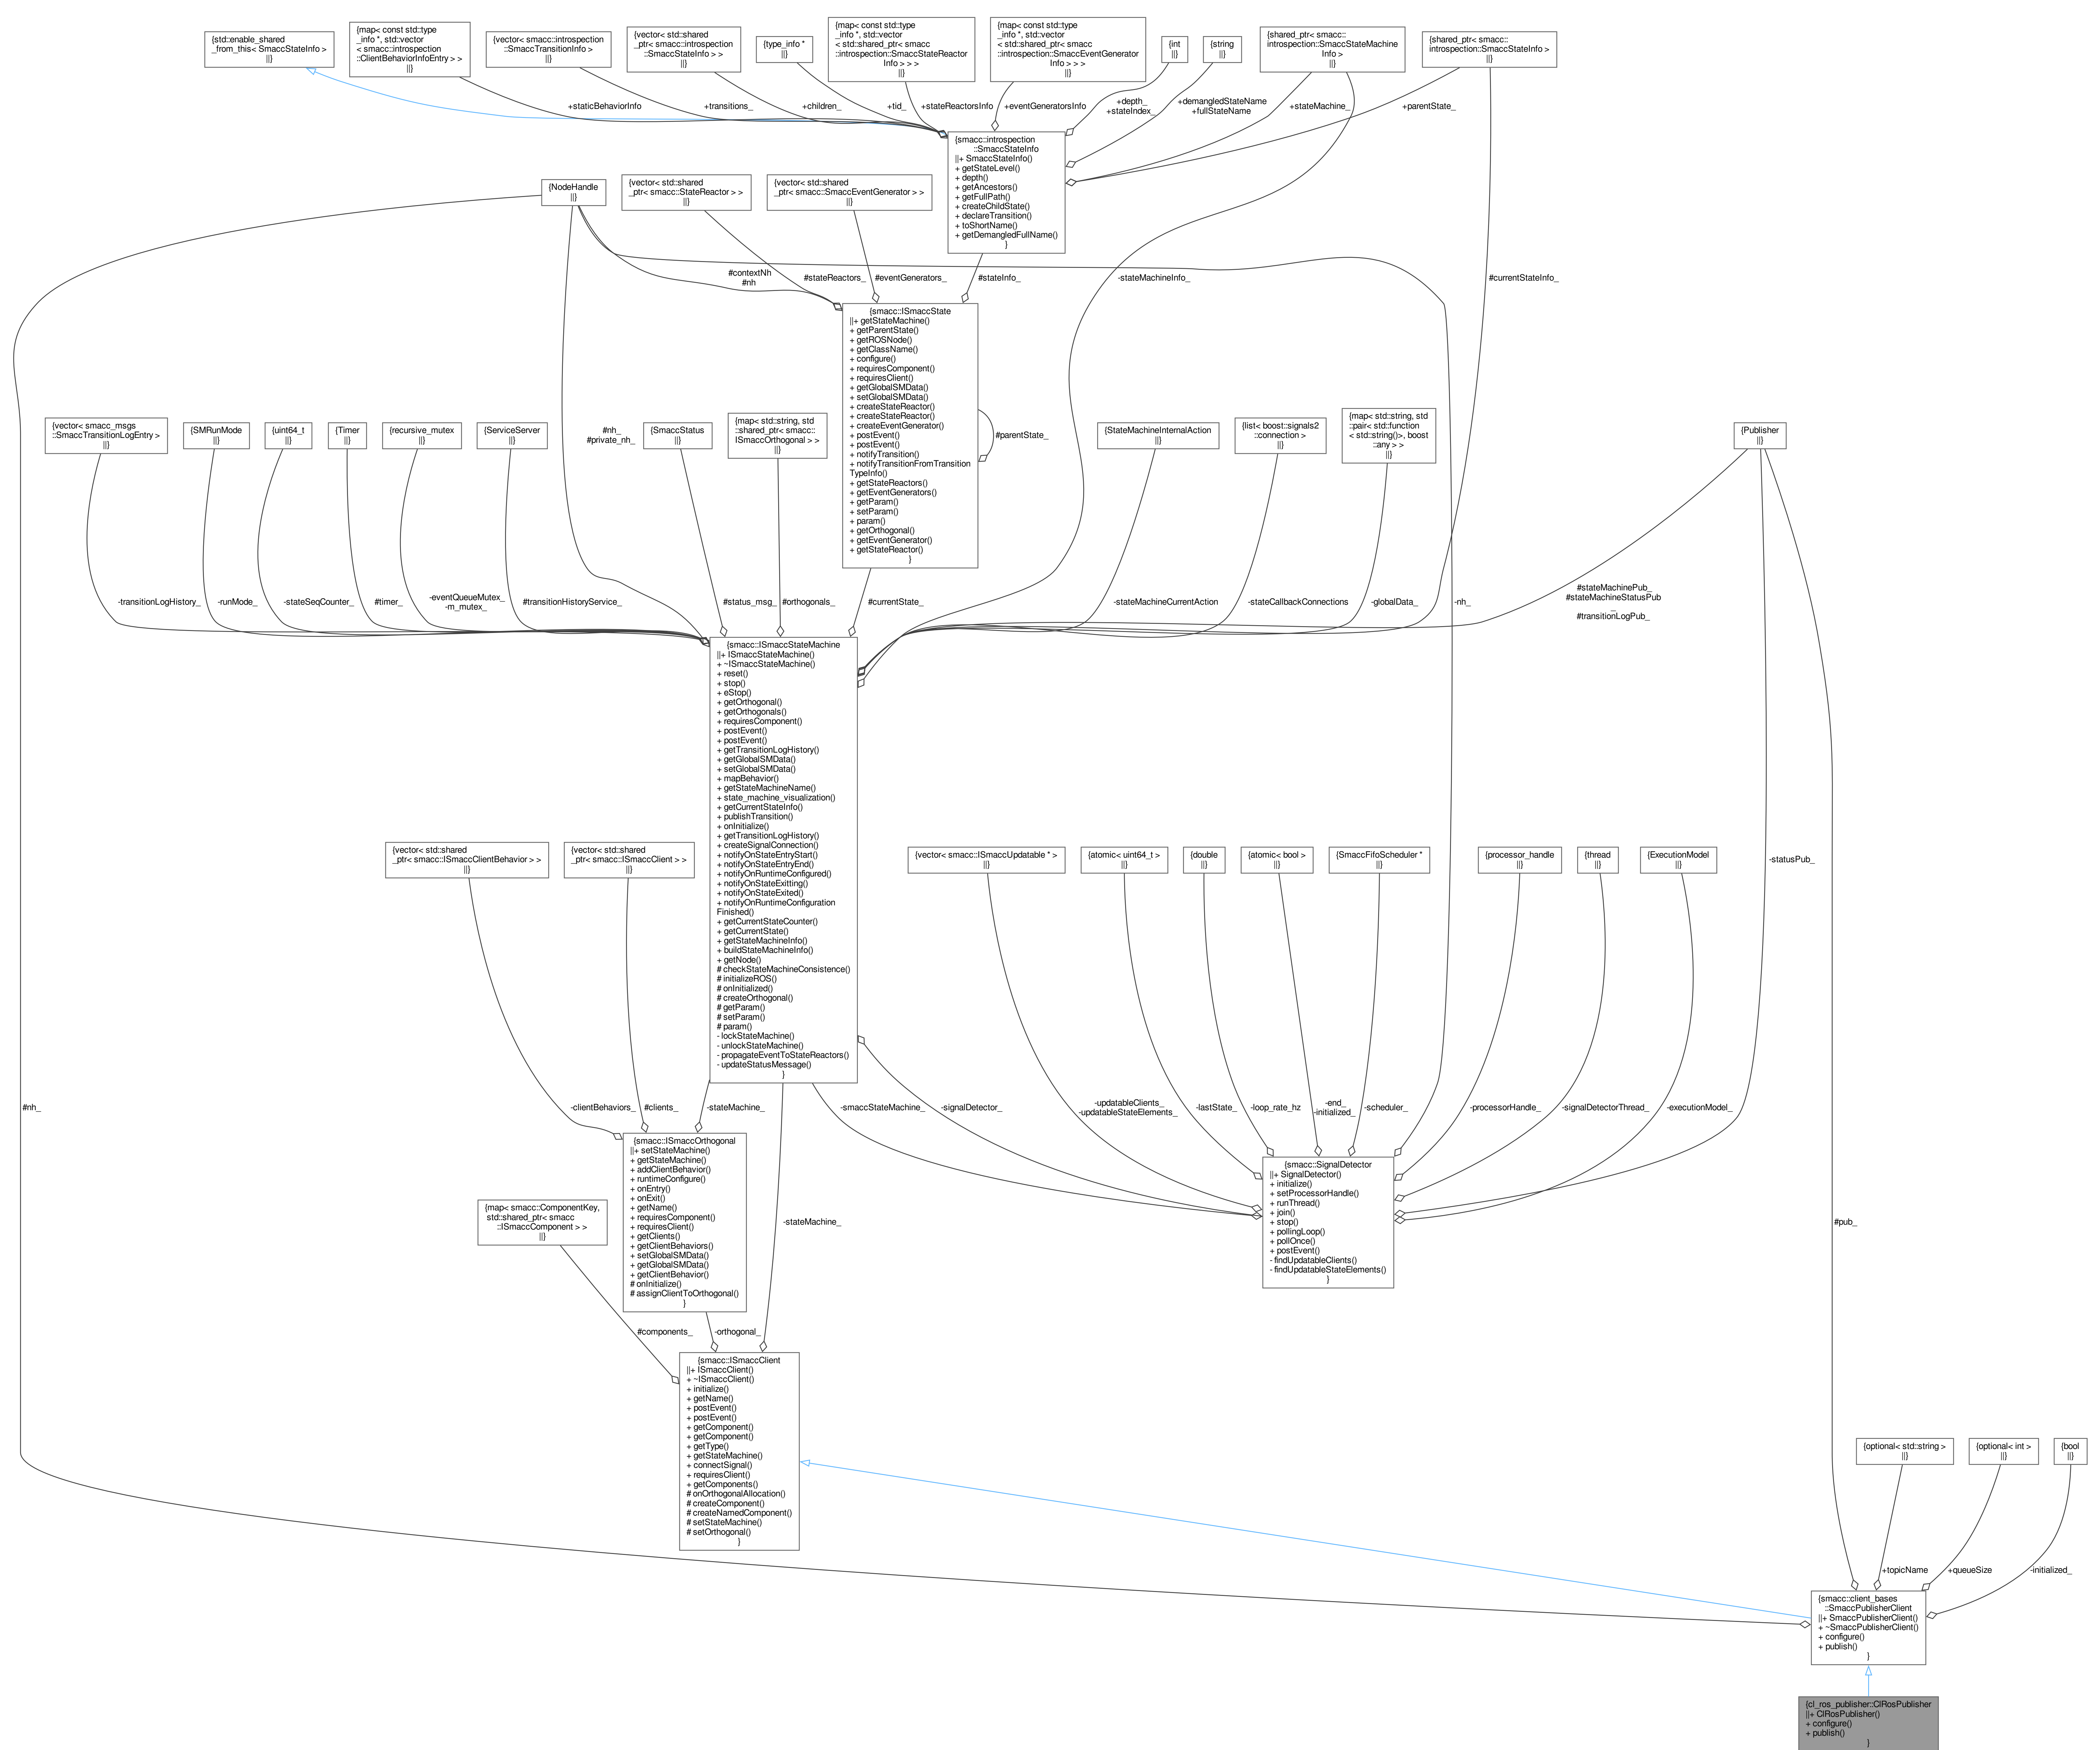 {std::enable_shared
_from_this< SmaccStateInfo >
||}
{map< const std::type
_info *, std::vector
< smacc::introspection
::ClientBehaviorInfoEntry > >
||}
{vector< smacc::introspection
::SmaccTransitionInfo >
||}
{vector< std::shared
_ptr< smacc::introspection
::SmaccStateInfo > >
||}
{type_info *
||}
{map< const std::type
_info *, std::vector
< std::shared_ptr< smacc
::introspection::SmaccStateReactor
Info > > >
||}
{map< const std::type
_info *, std::vector
< std::shared_ptr< smacc
::introspection::SmaccEventGenerator
Info > > >
||}
{int
||}
{string
||}
{shared_ptr< smacc::
introspection::SmaccStateMachine
Info >
||}
{shared_ptr< smacc::
introspection::SmaccStateInfo >
||}
+staticBehaviorInfo
+transitions_
+children_
+tid_
+stateReactorsInfo
+eventGeneratorsInfo
+depth_
+stateIndex_
+demangledStateName
+fullStateName
+stateMachine_
+parentState_
{smacc::introspection
::SmaccStateInfo
||+ SmaccStateInfo()
+ getStateLevel()
+ depth()
+ getAncestors()
+ getFullPath()
+ createChildState()
+ declareTransition()
+ toShortName()
+ getDemangledFullName()
}
{NodeHandle
||}
{vector< std::shared
_ptr< smacc::StateReactor > >
||}
{vector< std::shared
_ptr< smacc::SmaccEventGenerator > >
||}
#contextNh
#nh
#stateReactors_
#eventGenerators_
#stateInfo_
-stateMachineInfo_
#currentStateInfo_
{smacc::ISmaccState
||+ getStateMachine()
+ getParentState()
+ getROSNode()
+ getClassName()
+ configure()
+ requiresComponent()
+ requiresClient()
+ getGlobalSMData()
+ setGlobalSMData()
+ createStateReactor()
+ createStateReactor()
+ createEventGenerator()
+ postEvent()
+ postEvent()
+ notifyTransition()
+ notifyTransitionFromTransition
TypeInfo()
+ getStateReactors()
+ getEventGenerators()
+ getParam()
+ setParam()
+ param()
+ getOrthogonal()
+ getEventGenerator()
+ getStateReactor()
}
#parentState_
{vector< smacc_msgs
::SmaccTransitionLogEntry >
||}
{SMRunMode
||}
{uint64_t
||}
{Timer
||}
{recursive_mutex
||}
{ServiceServer
||}
#nh_
#private_nh_
{SmaccStatus
||}
{map< std::string, std
::shared_ptr< smacc::
ISmaccOrthogonal > >
||}
{StateMachineInternalAction
||}
{list< boost::signals2
::connection >
||}
{map< std::string, std
::pair< std::function
< std::string()>, boost
::any > >
||}
{Publisher
||}
-transitionLogHistory_
-runMode_
-stateSeqCounter_
#timer_
-eventQueueMutex_
-m_mutex_
#transitionHistoryService_
#status_msg_
#orthogonals_
#currentState_
-stateMachineCurrentAction
-stateCallbackConnections
-globalData_
-nh_
#stateMachinePub_
#stateMachineStatusPub
_
#transitionLogPub_
{smacc::ISmaccStateMachine
||+ ISmaccStateMachine()
+ ~ISmaccStateMachine()
+ reset()
+ stop()
+ eStop()
+ getOrthogonal()
+ getOrthogonals()
+ requiresComponent()
+ postEvent()
+ postEvent()
+ getTransitionLogHistory()
+ getGlobalSMData()
+ setGlobalSMData()
+ mapBehavior()
+ getStateMachineName()
+ state_machine_visualization()
+ getCurrentStateInfo()
+ publishTransition()
+ onInitialize()
+ getTransitionLogHistory()
+ createSignalConnection()
+ notifyOnStateEntryStart()
+ notifyOnStateEntryEnd()
+ notifyOnRuntimeConfigured()
+ notifyOnStateExitting()
+ notifyOnStateExited()
+ notifyOnRuntimeConfiguration
Finished()
+ getCurrentStateCounter()
+ getCurrentState()
+ getStateMachineInfo()
+ buildStateMachineInfo()
+ getNode()
# checkStateMachineConsistence()
# initializeROS()
# onInitialized()
# createOrthogonal()
# getParam()
# setParam()
# param()
- lockStateMachine()
- unlockStateMachine()
- propagateEventToStateReactors()
- updateStatusMessage()
}
{vector< std::shared
_ptr< smacc::ISmaccClientBehavior > >
||}
{vector< std::shared
_ptr< smacc::ISmaccClient > >
||}
{vector< smacc::ISmaccUpdatable * >
||}
{atomic< uint64_t >
||}
{double
||}
{atomic< bool >
||}
{SmaccFifoScheduler *
||}
{processor_handle
||}
{thread
||}
{ExecutionModel
||}
-statusPub_
#nh_
-clientBehaviors_
#clients_
-stateMachine_
-smaccStateMachine_
-signalDetector_
-updatableClients_
-updatableStateElements_
-lastState_
-loop_rate_hz
-end_
-initialized_
-scheduler_
-processorHandle_
-signalDetectorThread_
-executionModel_
{smacc::ISmaccOrthogonal
||+ setStateMachine()
+ getStateMachine()
+ addClientBehavior()
+ runtimeConfigure()
+ onEntry()
+ onExit()
+ getName()
+ requiresComponent()
+ requiresClient()
+ getClients()
+ getClientBehaviors()
+ setGlobalSMData()
+ getGlobalSMData()
+ getClientBehavior()
# onInitialize()
# assignClientToOrthogonal()
}
{smacc::SignalDetector
||+ SignalDetector()
+ initialize()
+ setProcessorHandle()
+ runThread()
+ join()
+ stop()
+ pollingLoop()
+ pollOnce()
+ postEvent()
- findUpdatableClients()
- findUpdatableStateElements()
}
{map< smacc::ComponentKey,
std::shared_ptr< smacc
::ISmaccComponent > >
||}
-stateMachine_
#pub_
#components_
-orthogonal_
{smacc::ISmaccClient
||+ ISmaccClient()
+ ~ISmaccClient()
+ initialize()
+ getName()
+ postEvent()
+ postEvent()
+ getComponent()
+ getComponent()
+ getType()
+ getStateMachine()
+ connectSignal()
+ requiresClient()
+ getComponents()
# onOrthogonalAllocation()
# createComponent()
# createNamedComponent()
# setStateMachine()
# setOrthogonal()
}
{optional< std::string >
||}
{optional< int >
||}
{bool
||}
+topicName
+queueSize
-initialized_
{smacc::client_bases
::SmaccPublisherClient
||+ SmaccPublisherClient()
+ ~SmaccPublisherClient()
+ configure()
+ publish()
}
{cl_ros_publisher::ClRosPublisher
||+ ClRosPublisher()
+ configure()
+ publish()
}